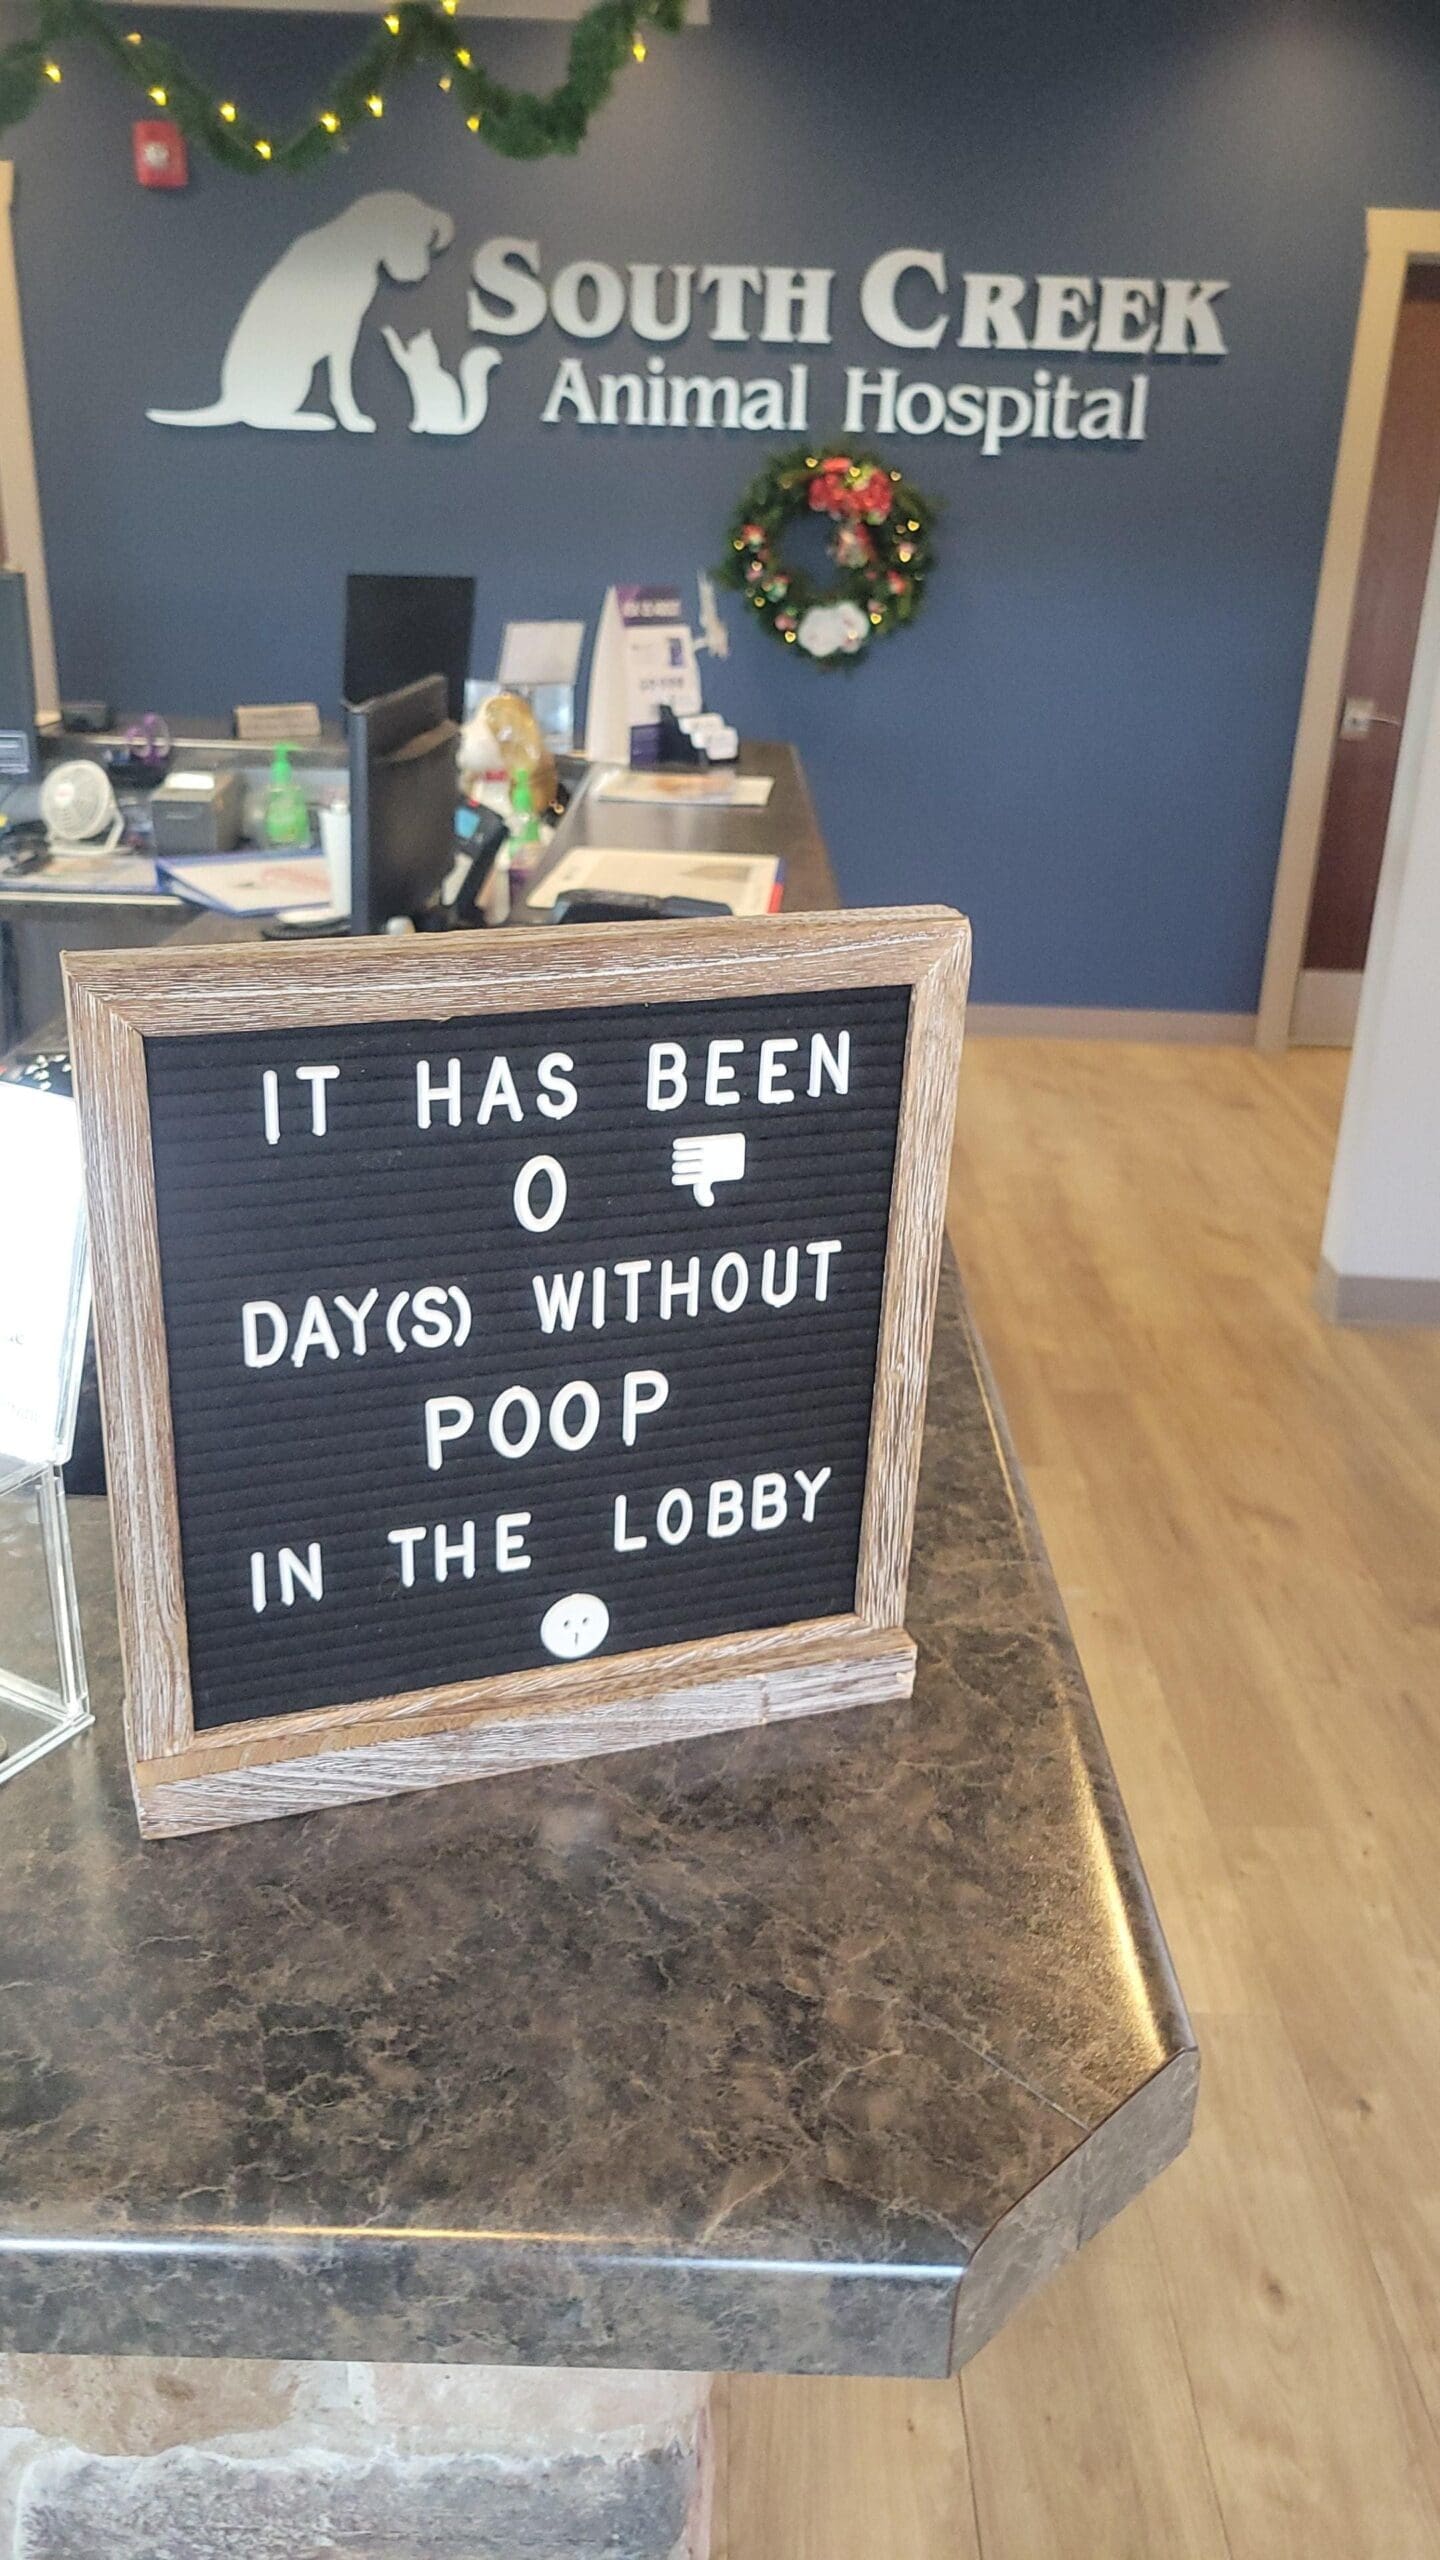 SOUTH CREEK
Animal Hospital
IT HAS BEEN
0 👎
DAY(S) WITHOUT
POOP
IN THE LOBBY